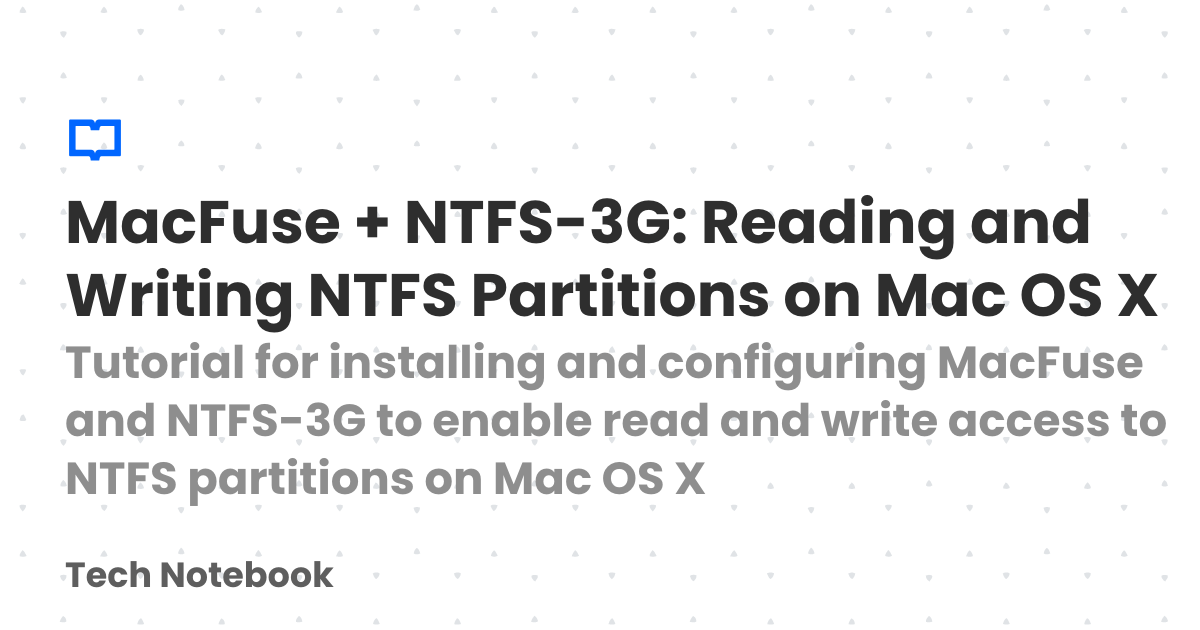 MacFuse + NTFS-3G: Reading and
Writing NTFS Partitions on Mac OS X
Tutorial for installing and configuring MacFuse
and NTFS-3G to enable read and write access to
NTFS partitions on Mac OS X
Tech Notebook